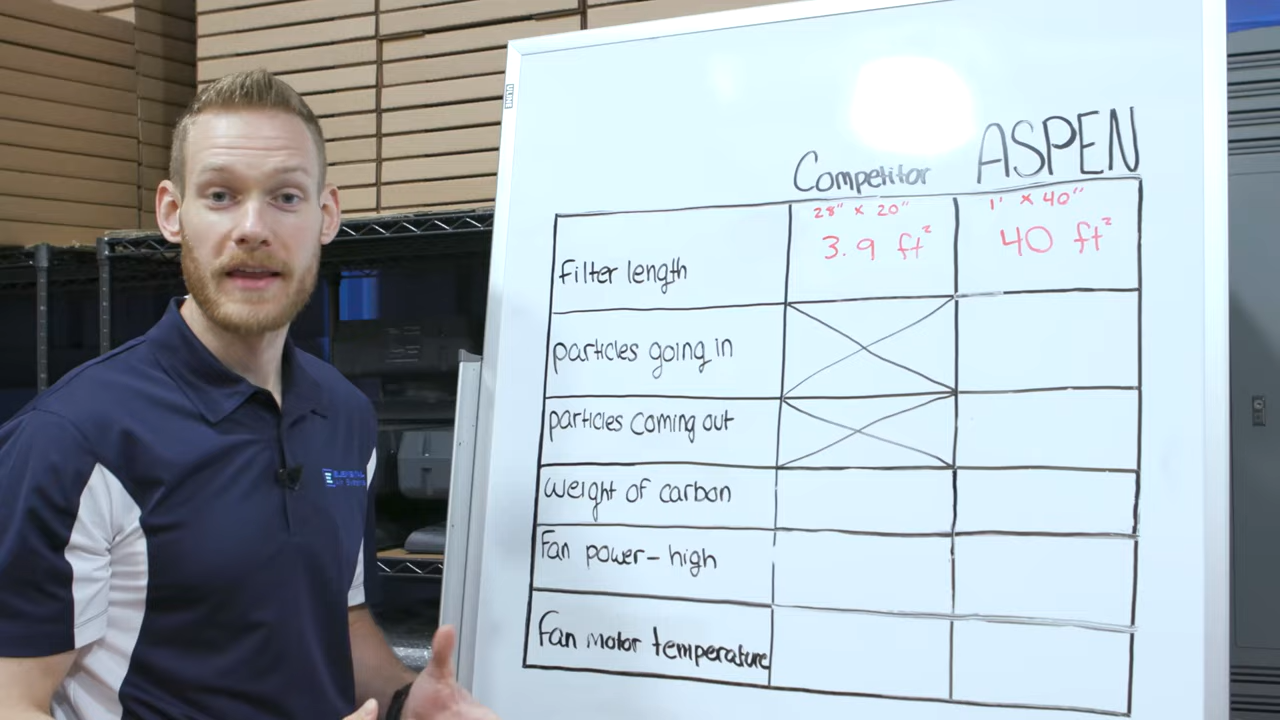 Competitor ASPEN
28" x 20" 1' x 40"
3.9 ft² 40 ft²
Filter length
particles going in
particles coming out
weight of carbon
Fan power - high
Fan motor temperature